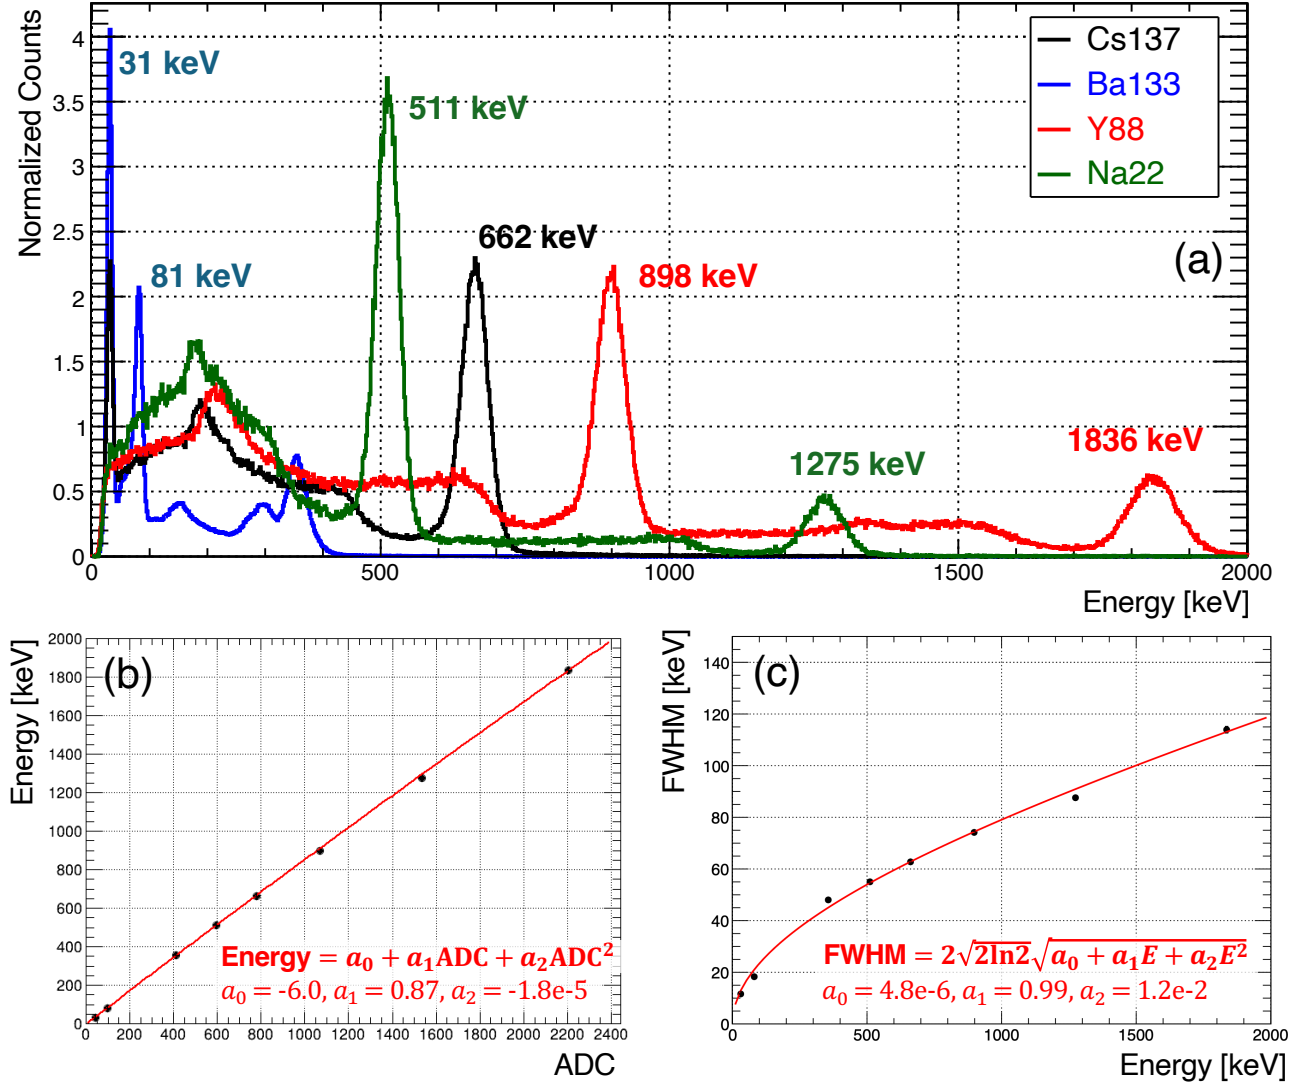 Normalized Counts
4
3.5
3
2.5
2
1.5
1
0.5
0
31 keV
81 keV
511 keV
662 keV
898 keV
1275 keV
1836 keV
Cs137
Ba133
Y88
Na22
(a)
0 500 1000 1500 2000
Energy [keV]
Energy [keV]
2000
1800
1600
1400
1200
1000
800
600
400
200
0
(b)
Energy = a₀ + a₁ADC + a₂ADC²
a₀ = -6.0, a₁ = 0.87, a₂ = -1.8e-5
0 200 400 600 800 1000 1200 1400 1600 1800 2000 2200 2400
ADC
FWHM [keV]
140
120
100
80
60
40
20
0
(c)
FWHM = 2√2ln2√a₀ + a₁E + a₂E²
a₀ = 4.8e-6, a₁ = 0.99, a₂ = 1.2e-2
0 500 1000 1500 2000
Energy [keV]